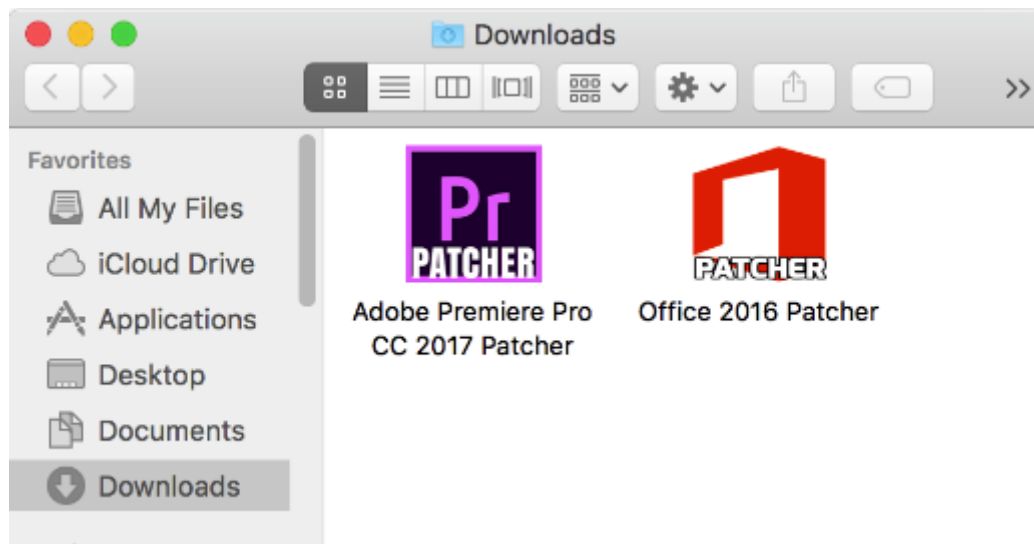 Downloads
Favorites
All My Files
iCloud Drive
Applications
Desktop
Documents
Downloads
Pr
PATCHER
Adobe Premiere Pro
CC 2017 Patcher
PATCHER
Office 2016 Patcher